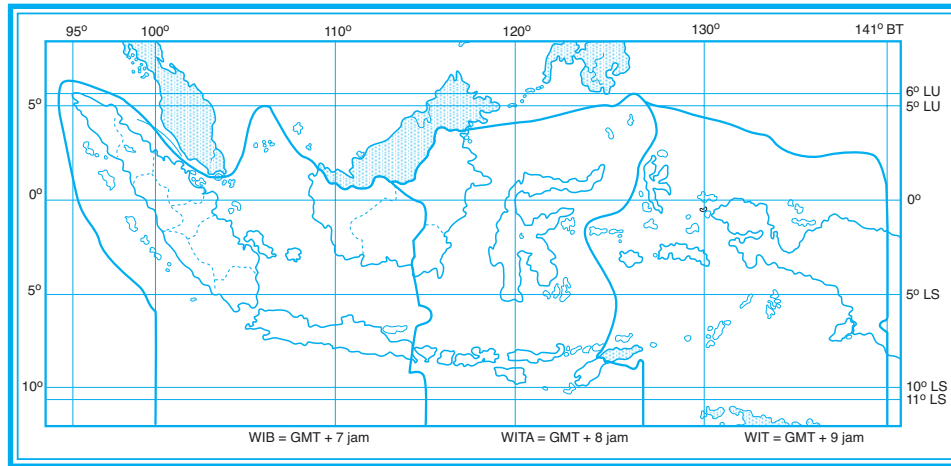 95º 100º 110º 120º 130º 141º BT
6º LU
5º 5º LU
0º 0º
5º 5º LS
10º 10º LS
11º LS
WIB = GMT + 7 jam WITA = GMT + 8 jam WIT = GMT + 9 jam